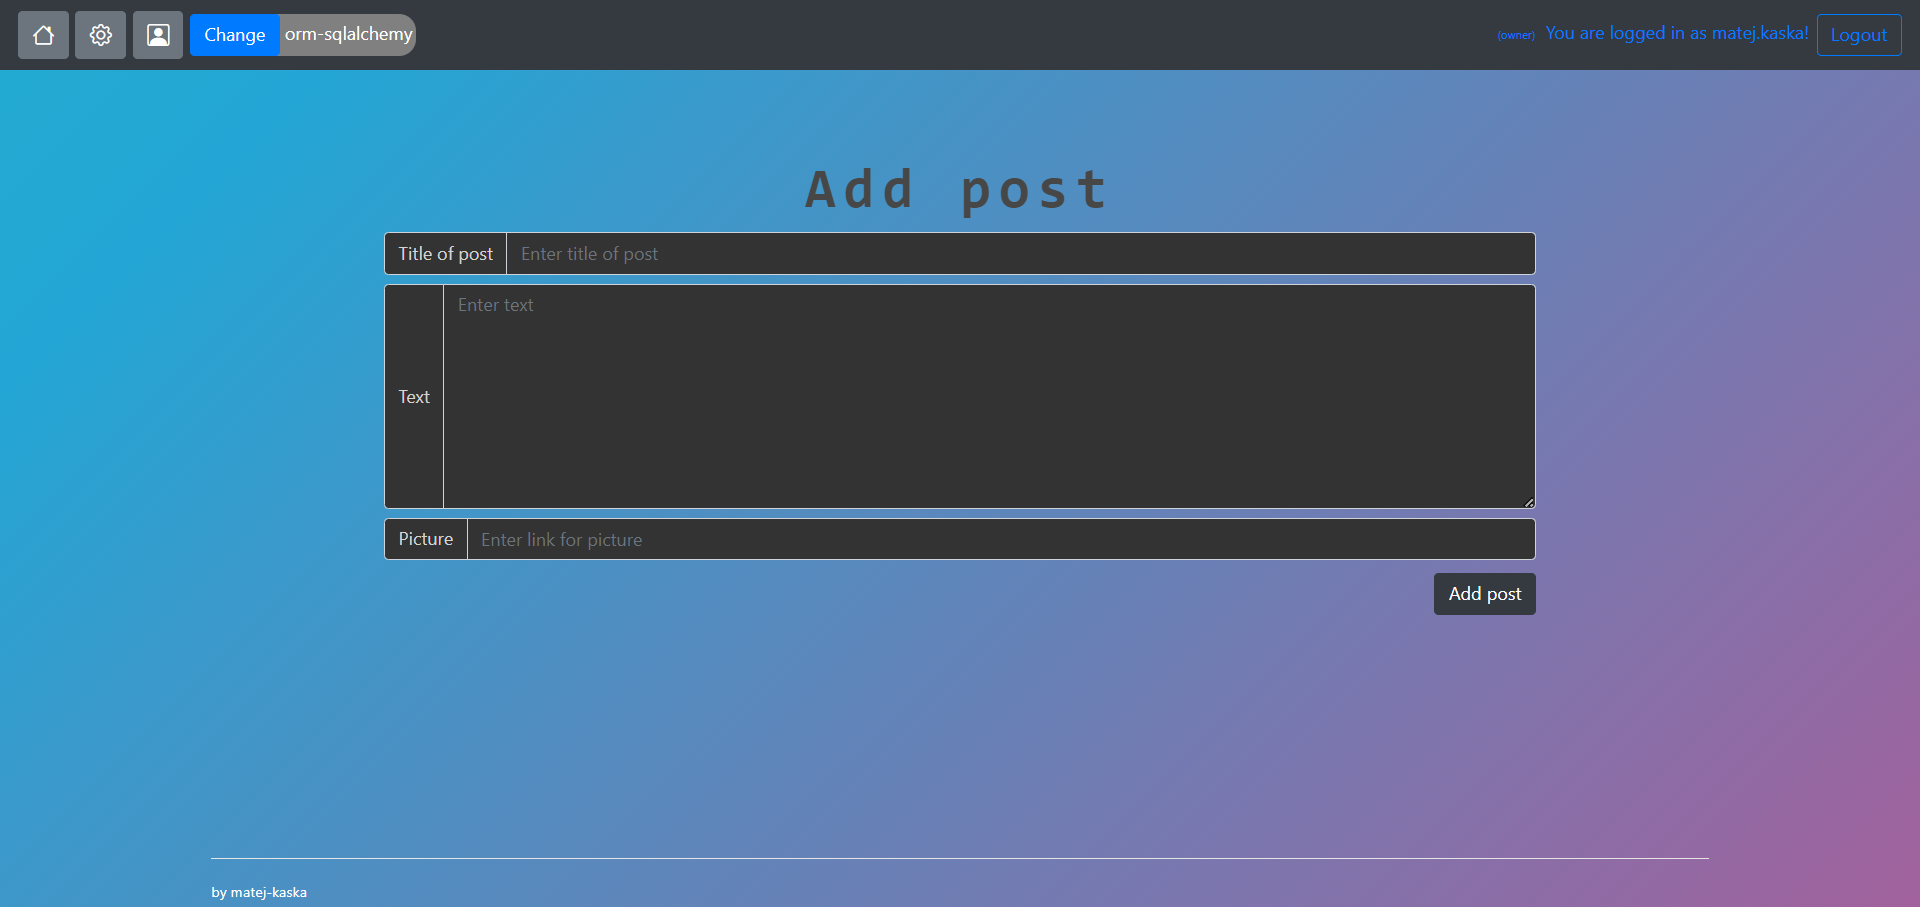 Change orm-sqlalchemy (owner) You are logged in as matej.kaska! Logout
Add post
Title of post Enter title of post
Enter text
Text
Picture Enter link for picture
Add post
by matej-kaska